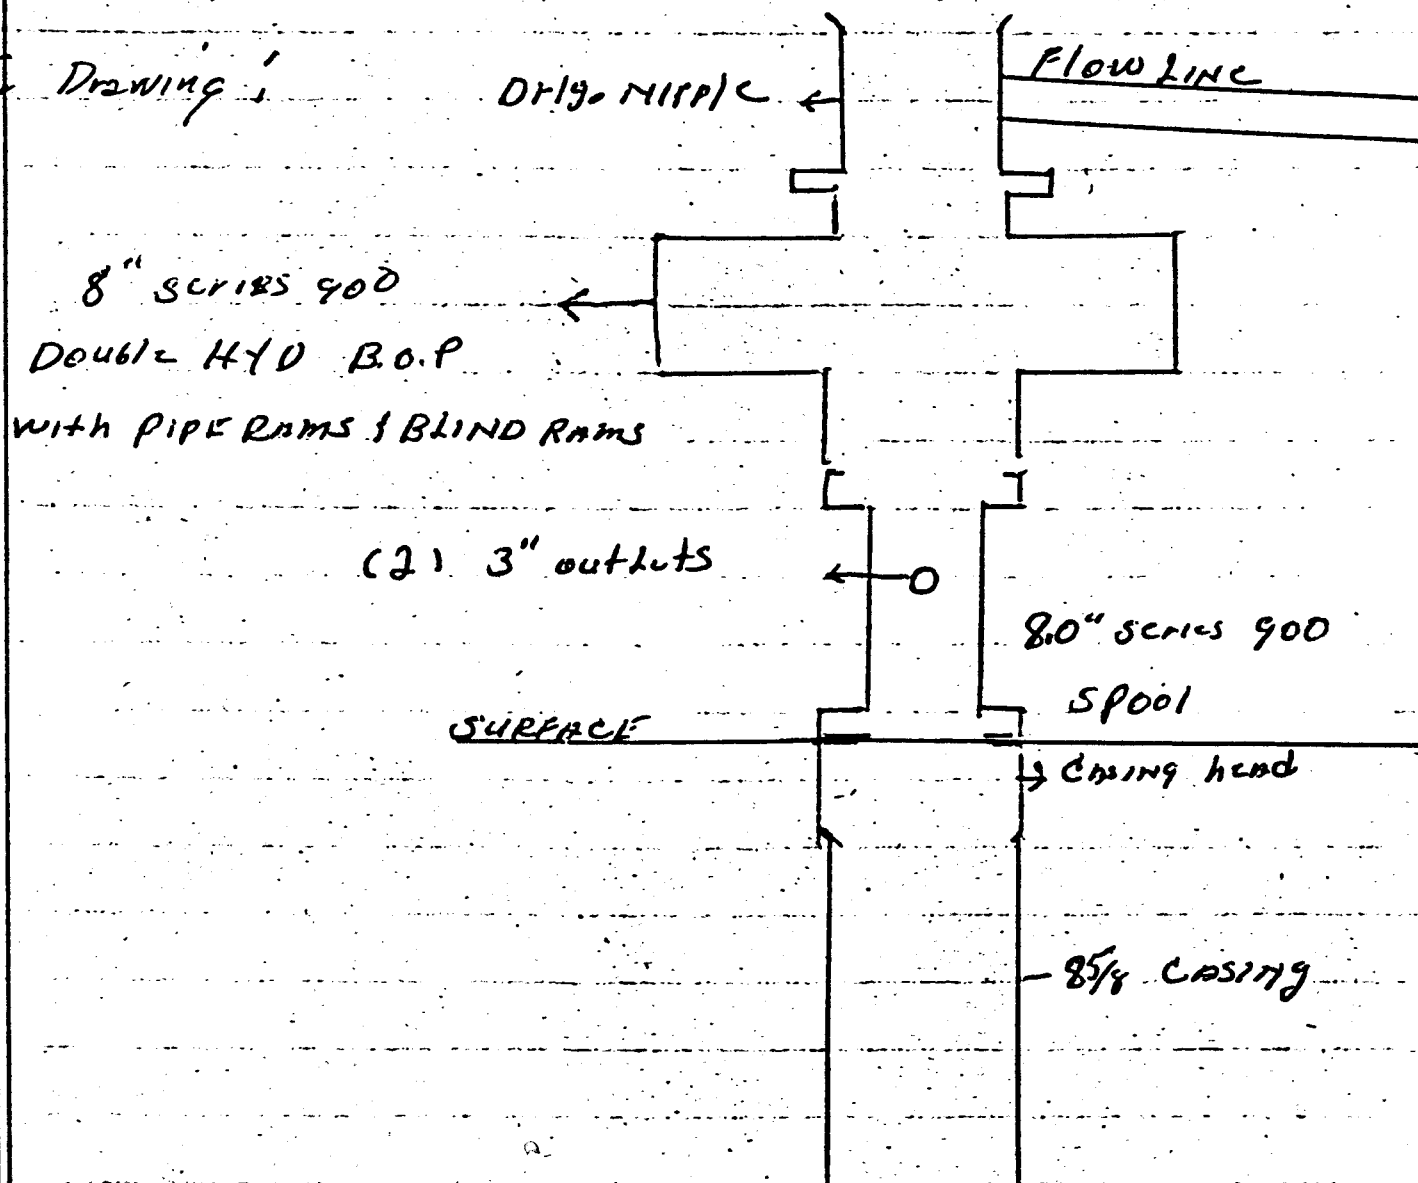 Drawing:
Drlg. Nipple
Flow Line
8" series 900
Double HYD B.O.P
with PIPE RAMS & BLIND RAMS
(2) 3" outlets
8.0" series 900
Spool
SURFACE
Casing head
8 5/8 Casing